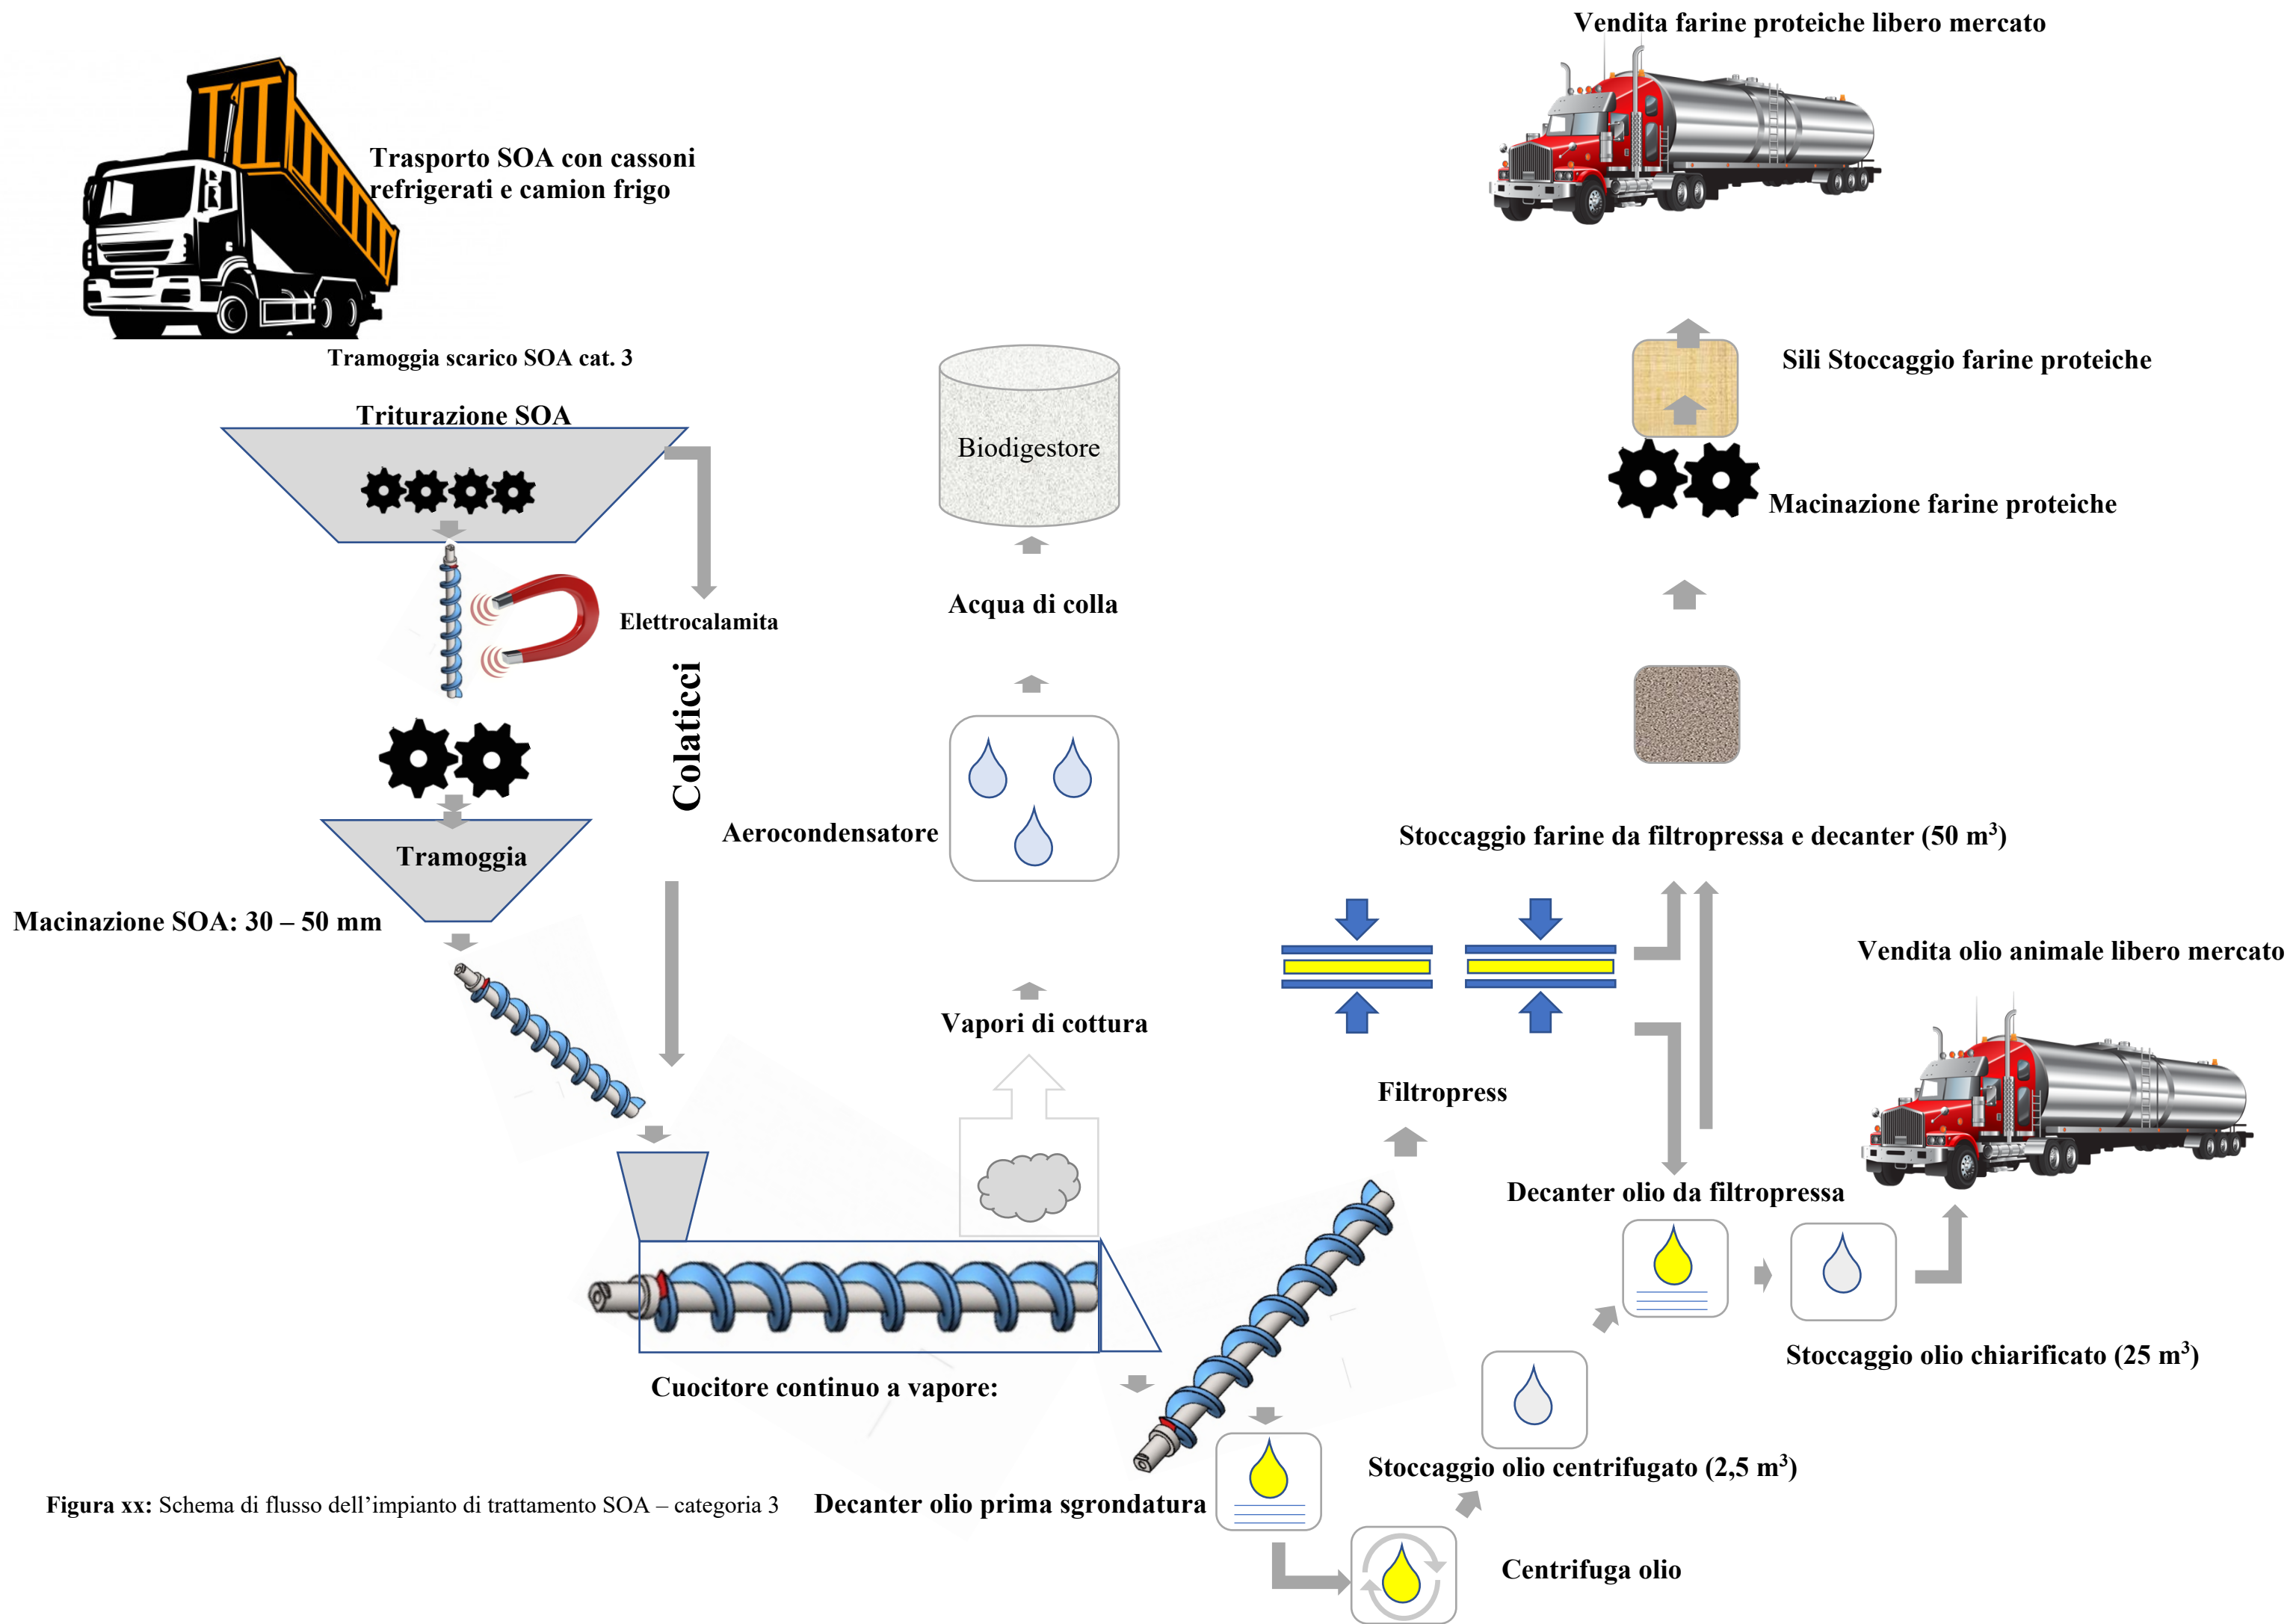 Vendita farine proteiche libero mercato
Trasporto SOA con cassoni
refrigerati e camion frigo
Tramoggia scarico SOA cat. 3
Triturazione SOA
Sili Stoccaggio farine proteiche
Biodigestore
Macinazione farine proteiche
Acqua di colla
Elettrocalamita
Colaticci
Aerocondensatore
Stoccaggio farine da filtropressa e decanter (50 m³)
Tramoggia
Macinazione SOA: 30 – 50 mm
Vendita olio animale libero mercato
Vapori di cottura
Filtropress
Decanter olio da filtropressa
Stoccaggio olio chiarificato (25 m³)
Cuocitore continuo a vapore:
Stoccaggio olio centrifugato (2,5 m³)
Figura xx: Schema di flusso dell’impianto di trattamento SOA – categoria 3
Decanter olio prima sgrondatura
Centrifuga olio